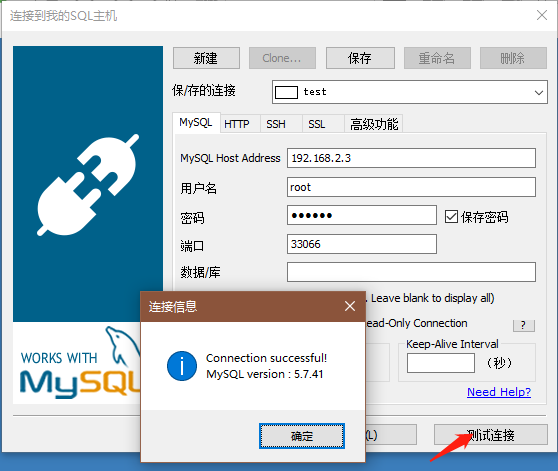 连接到我的SQL主机
新建
Clone...
保存
重命名
删除
保/存的连接
test
MySQL
HTTP
SSH
SSL
高级功能
MySQL Host Address
192.168.2.3
用户名
root
密码
●●●●●●
保存密码
端口
33066
数据/库
. Leave blank to display all)
ead-Only Connection
?
Keep-Alive Interval
（秒）
Need Help?
连接信息
Connection successful!
MySQL version : 5.7.41
确定
WORKS WITH
MySQL
(L)
测试连接